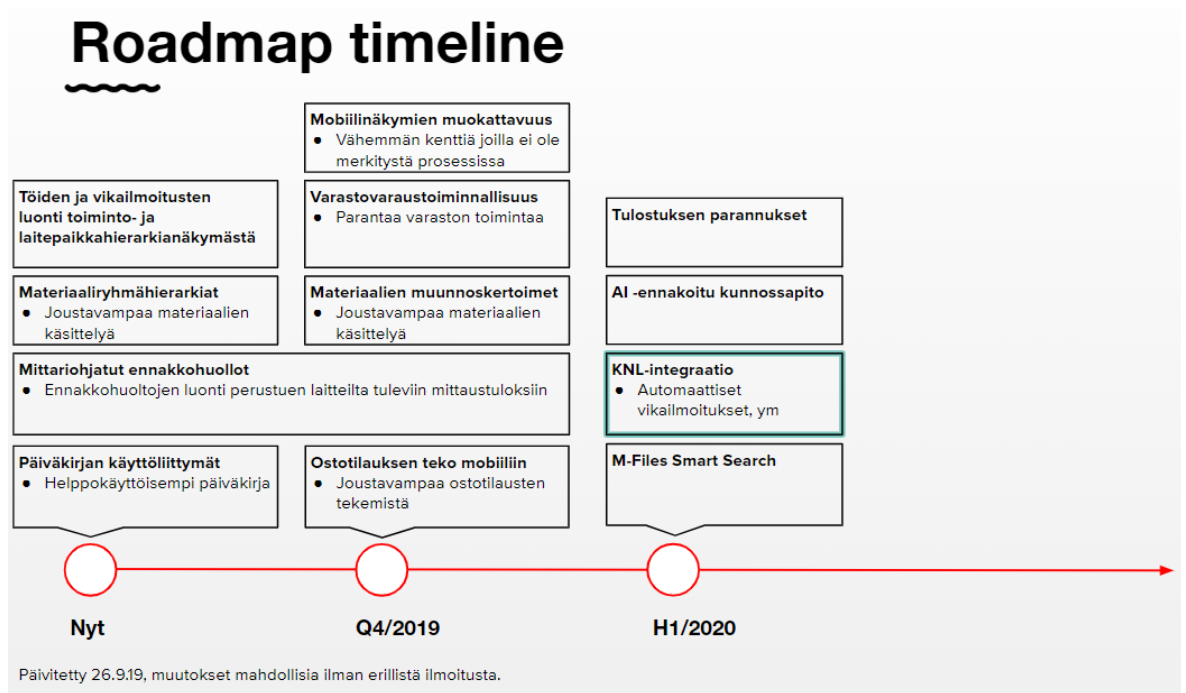 Roadmap timeline
Töiden ja vikailmoitusten
luonti toiminto- ja
laitepaikkahierarkianäkymästä
Materiaaliryhmähierarkiat
● Joustavampaa materiaalien
käsittelyä
Mittariohjatut ennakkohuollot
● Ennakkohuoltojen luonti perustuen laitteilta tuleviin mittaustuloksiin
Päiväkirjan käyttöliittymät
● Helppokäyttöisempi päiväkirja
Mobiilinäkymien muokattavuus
● Vähemmän kenttiä joilla ei ole
merkitystä prosessissa
Varastovaraustoiminnallisuus
● Parantaa varaston toimintaa
Materiaalien muunnoskertoimet
● Joustavampaa materiaalien
käsittelyä
Ostotilauksen teko mobiiliin
● Joustavampaa ostotilausten
tekemistä
Tulostuksen parannukset
AI -ennakoitu kunnossapito
KNL-integraatio
● Automaattiset
vikailmoitukset, ym
M-Files Smart Search
Nyt
Q4/2019
H1/2020
Päivitetty 26.9.19, muutokset mahdollisia ilman erillistä ilmoitusta.